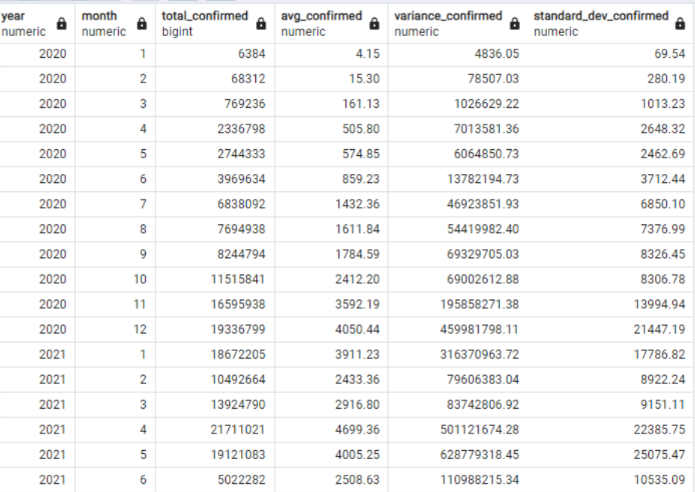 year month total_confirmed avg_confirmed variance_confirmed standard_dev_confirmed
numeric numeric bigint numeric numeric numeric
2020 1 6384 4.15 4836.05 69.54
2020 2 68312 15.30 78507.03 280.19
2020 3 769236 161.13 1026629.22 1013.23
2020 4 2336798 505.80 7013581.36 2648.32
2020 5 2744333 574.85 6064850.73 2462.69
2020 6 3969634 859.23 13782194.73 3712.44
2020 7 6838092 1432.36 46923851.93 6850.10
2020 8 7694938 1611.84 54419982.40 7376.99
2020 9 8244794 1784.59 69329705.03 8326.45
2020 10 11515841 2412.20 69002612.88 8306.78
2020 11 16595938 3592.19 195858271.38 13994.94
2020 12 19336799 4050.44 459981798.11 21447.19
2021 1 18672205 3911.23 316370963.72 17786.82
2021 2 10492664 2433.36 79606383.04 8922.24
2021 3 13924790 2916.80 83742806.92 9151.11
2021 4 21711021 4699.36 501121674.28 22385.75
2021 5 19121083 4005.25 628779318.45 25075.47
2021 6 5022282 2508.63 110988215.34 10535.09